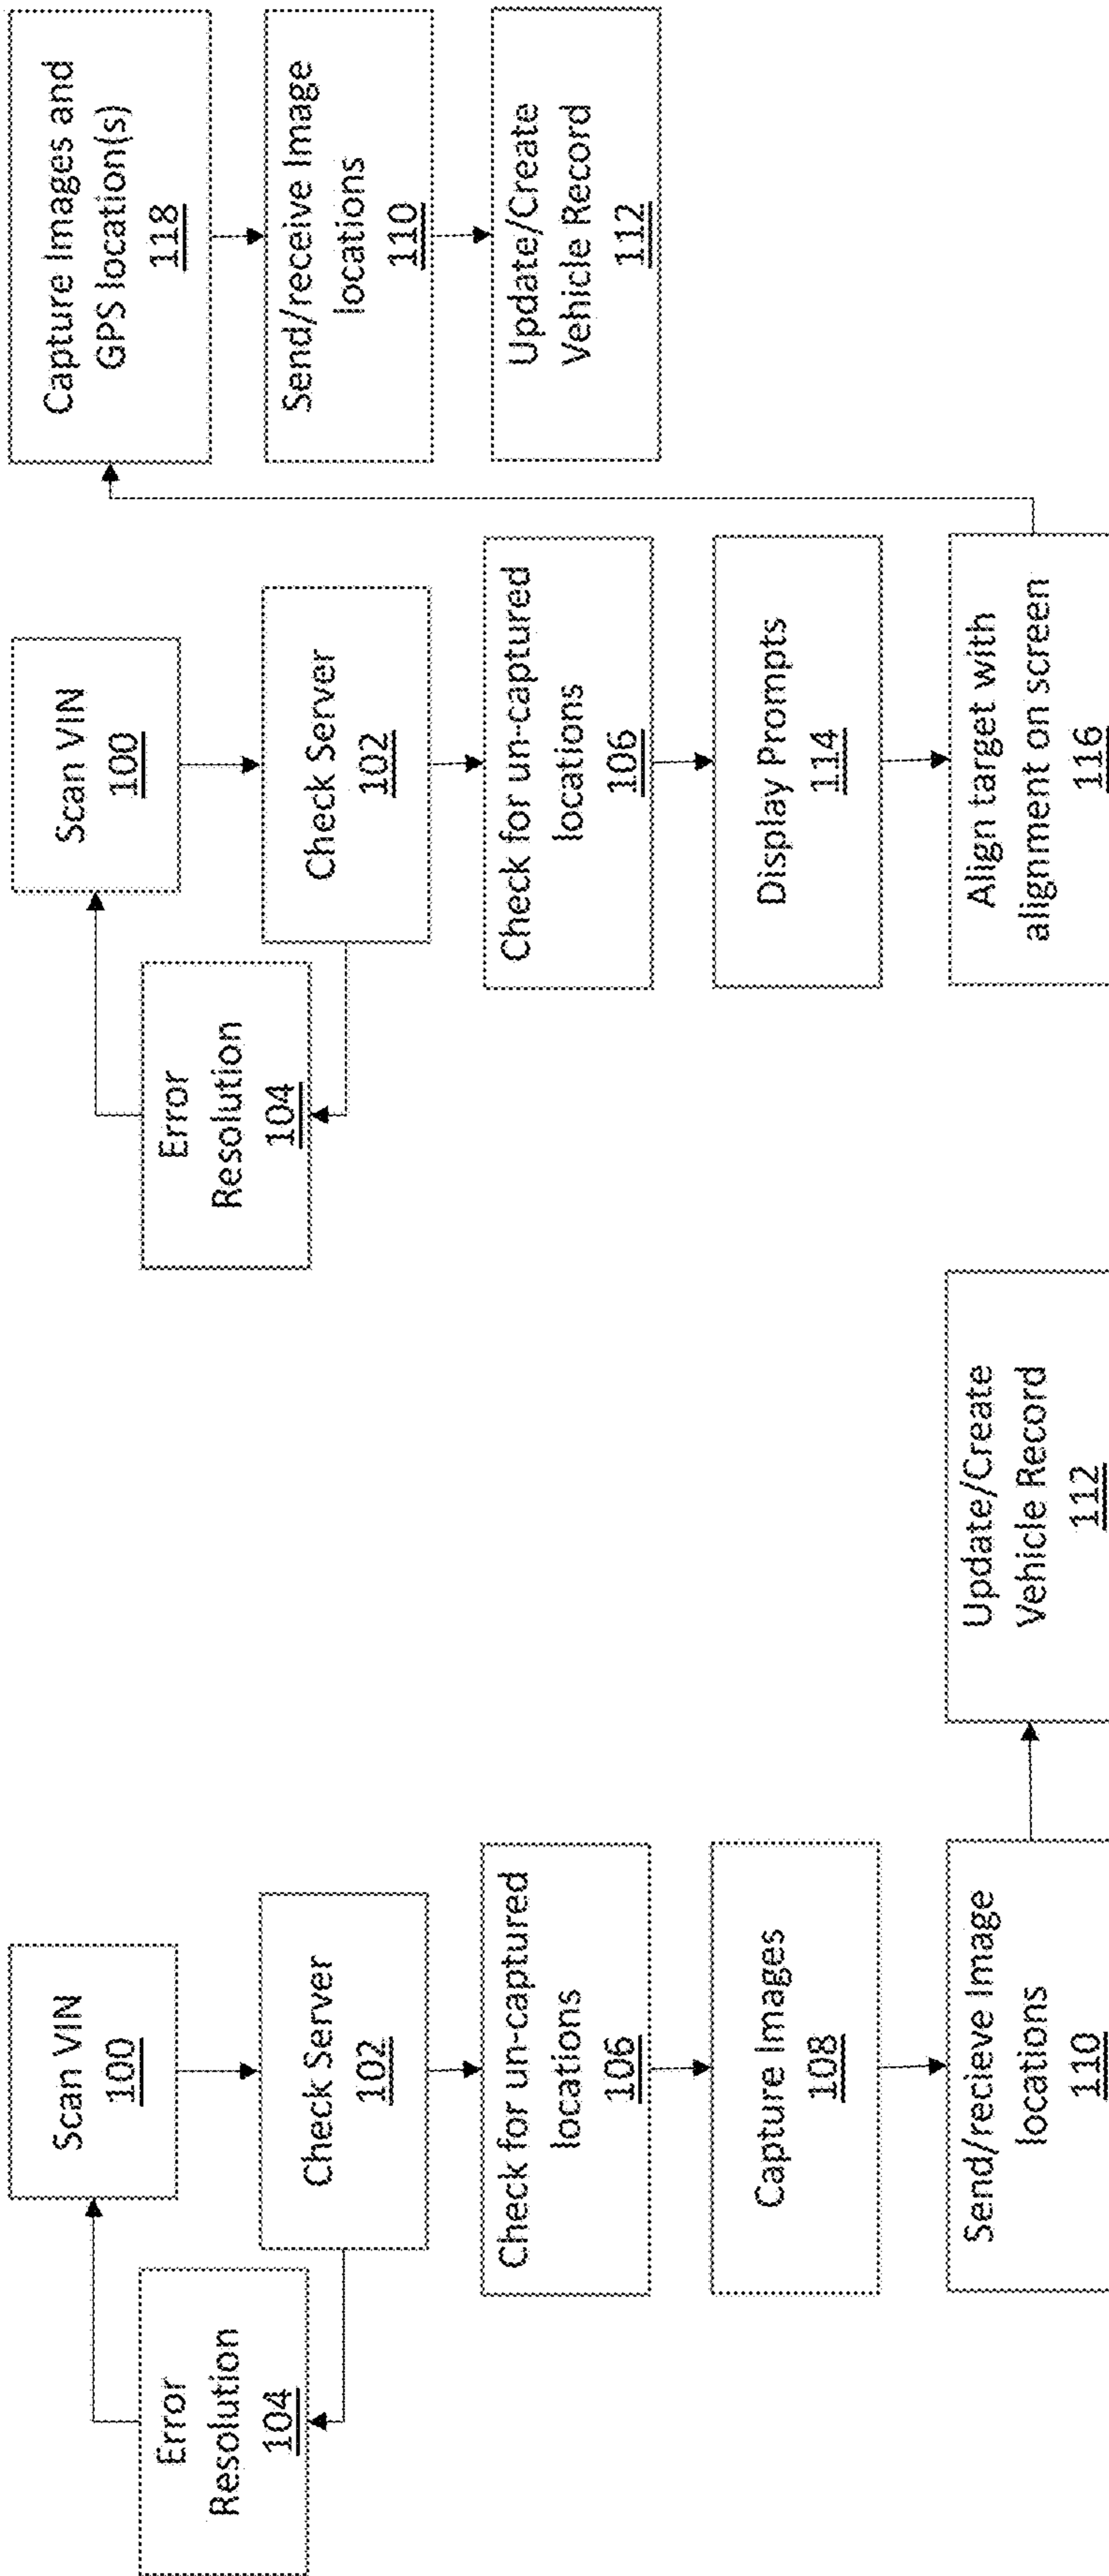 Scan VIN
100
Error
Resolution
104
Check Server
102
Check for un-captured
locations
106
Capture Images
108
Send/recieve Image
locations
110
Update/Create
Vehicle Record
112
Scan VIN
100
Error
Resolution
104
Check Server
102
Check for un-captured
locations
106
Display Prompts
114
Align target with
alignment on screen
116
Capture Images and
GPS location(s)
118
Send/receive Image
locations
110
Update/Create
Vehicle Record
112